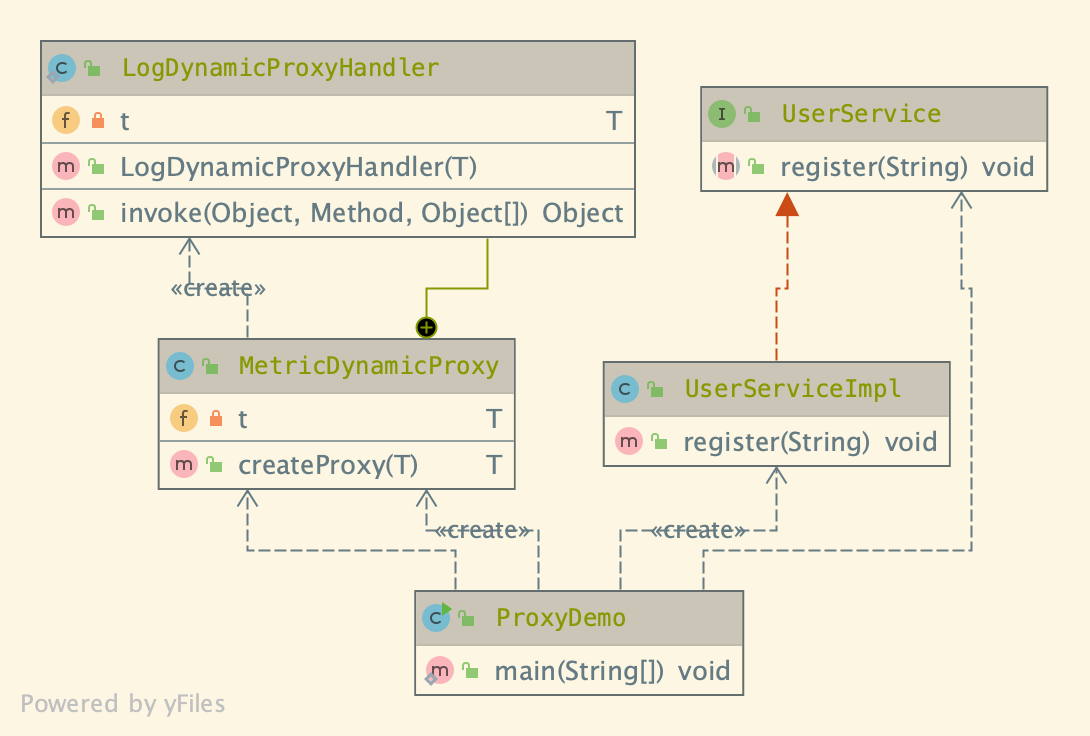 C LogDynamicProxyHandler
f t T
m LogDynamicProxyHandler(T)
m invoke(Object, Method, Object[]) Object
I UserService
m register(String) void
«create»
C MetricDynamicProxy
f t T
m createProxy(T) T
C UserServiceImpl
m register(String) void
«create»
«create»
C ProxyDemo
m main(String[]) void
Powered by yFiles